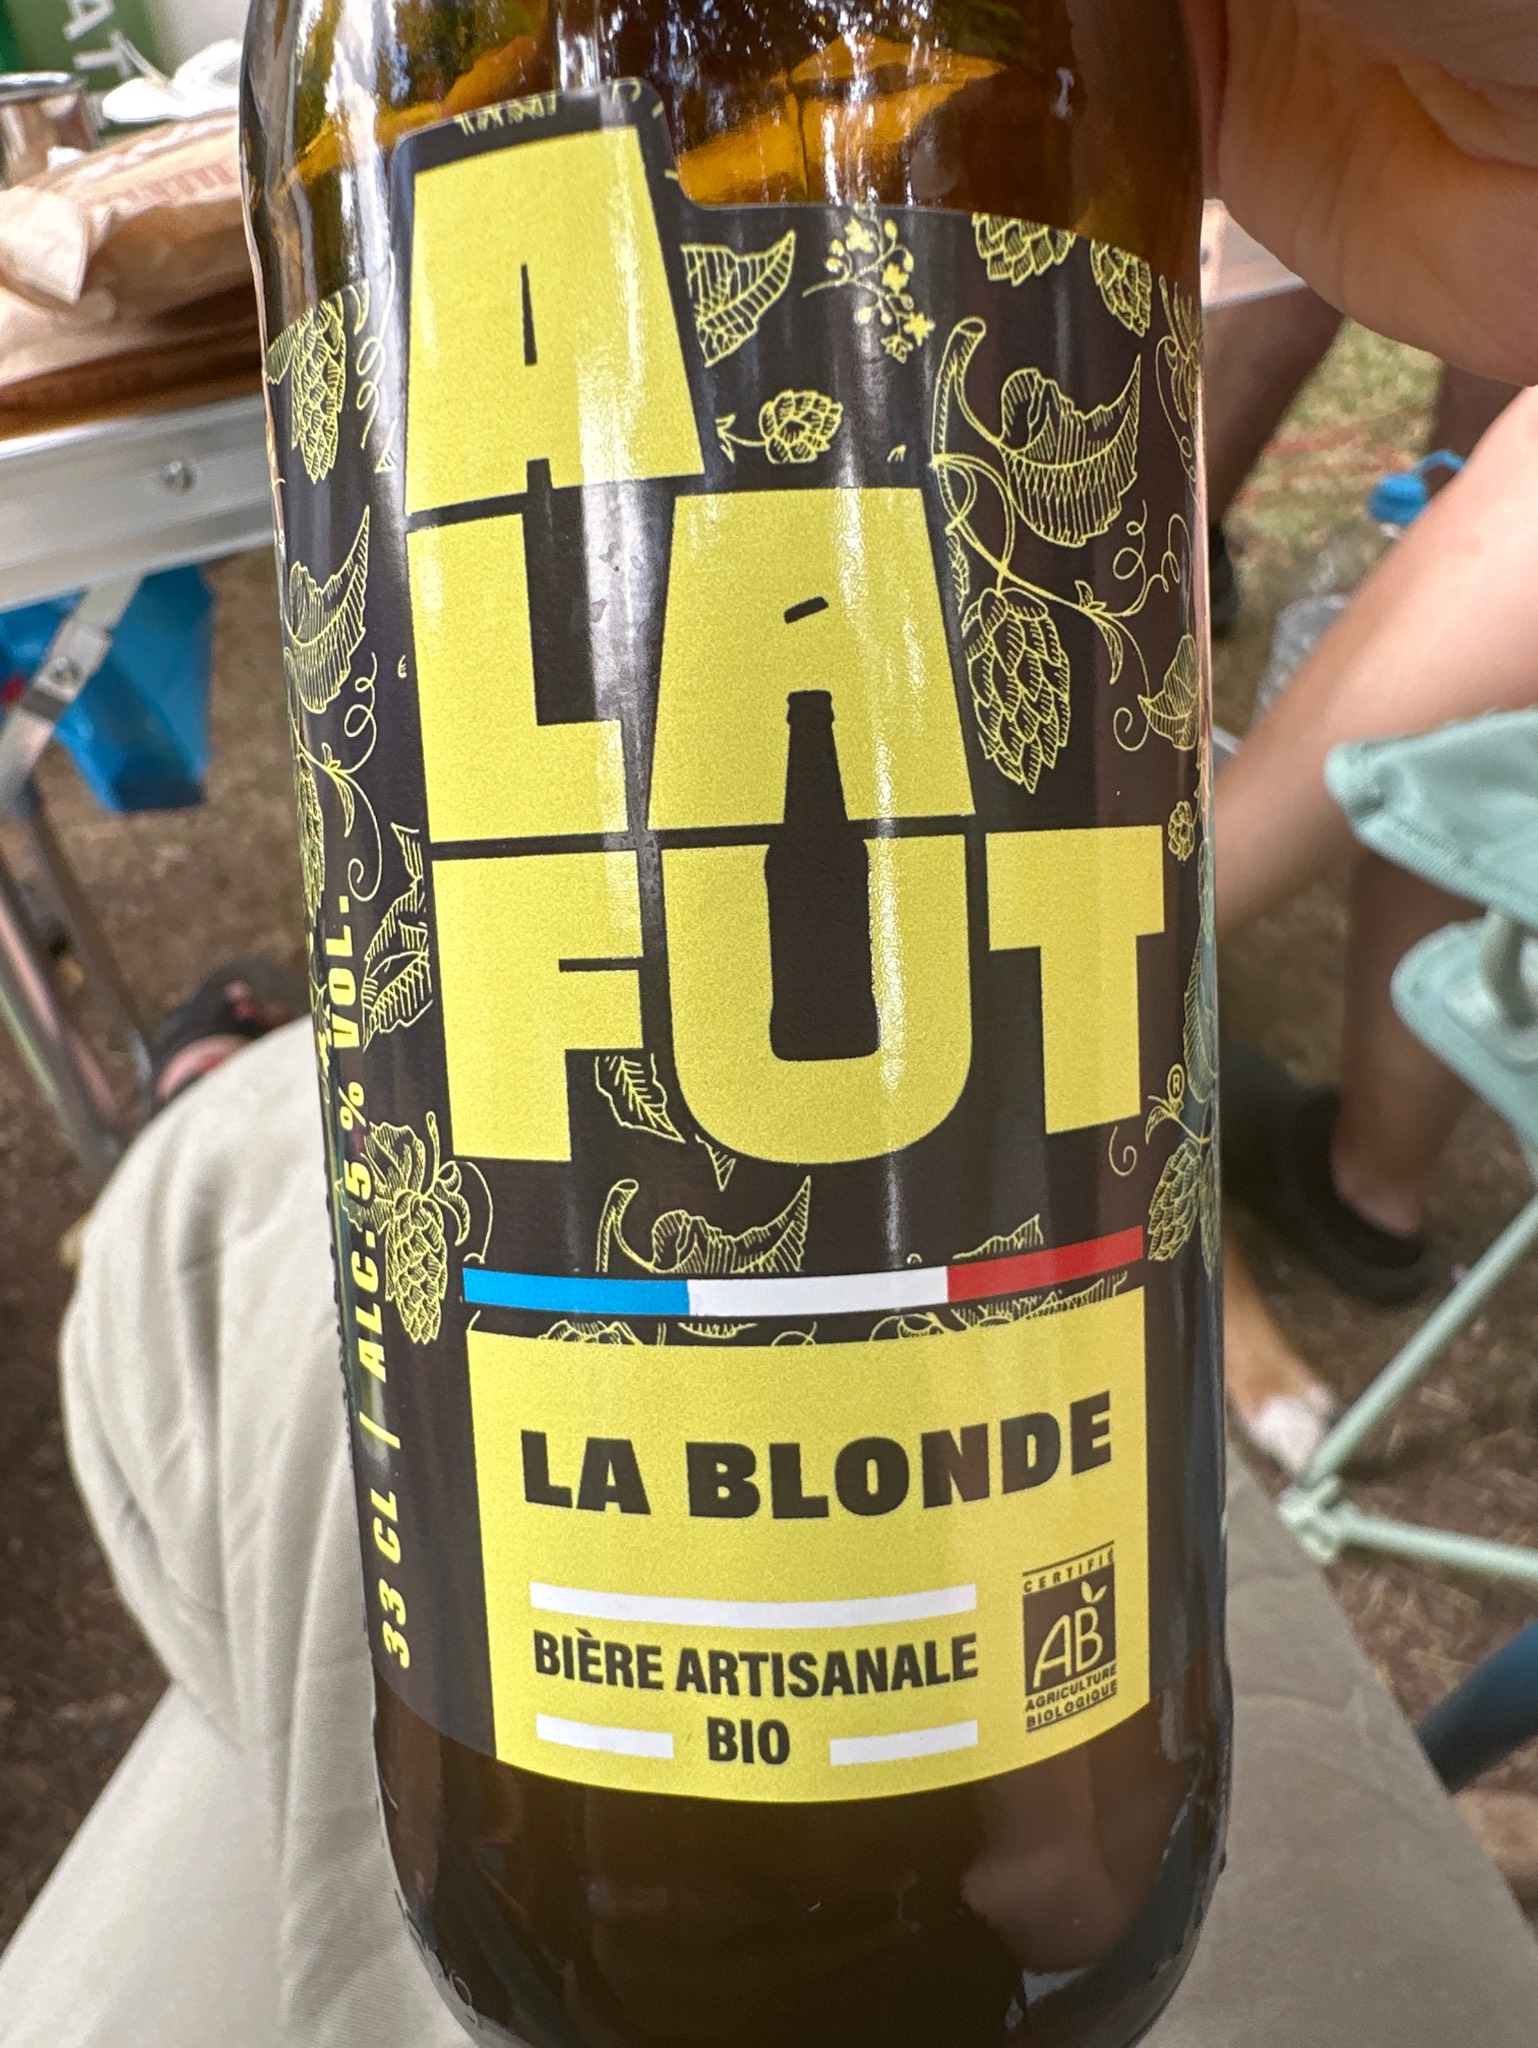 A
LA
FUT
®
LA BLONDE
BIÈRE ARTISANALE
BIO
CERTIFIÉ
AB
AGRICULTURE
BIOLOGIQUE
33 CL / ALC. 5 % VOL.